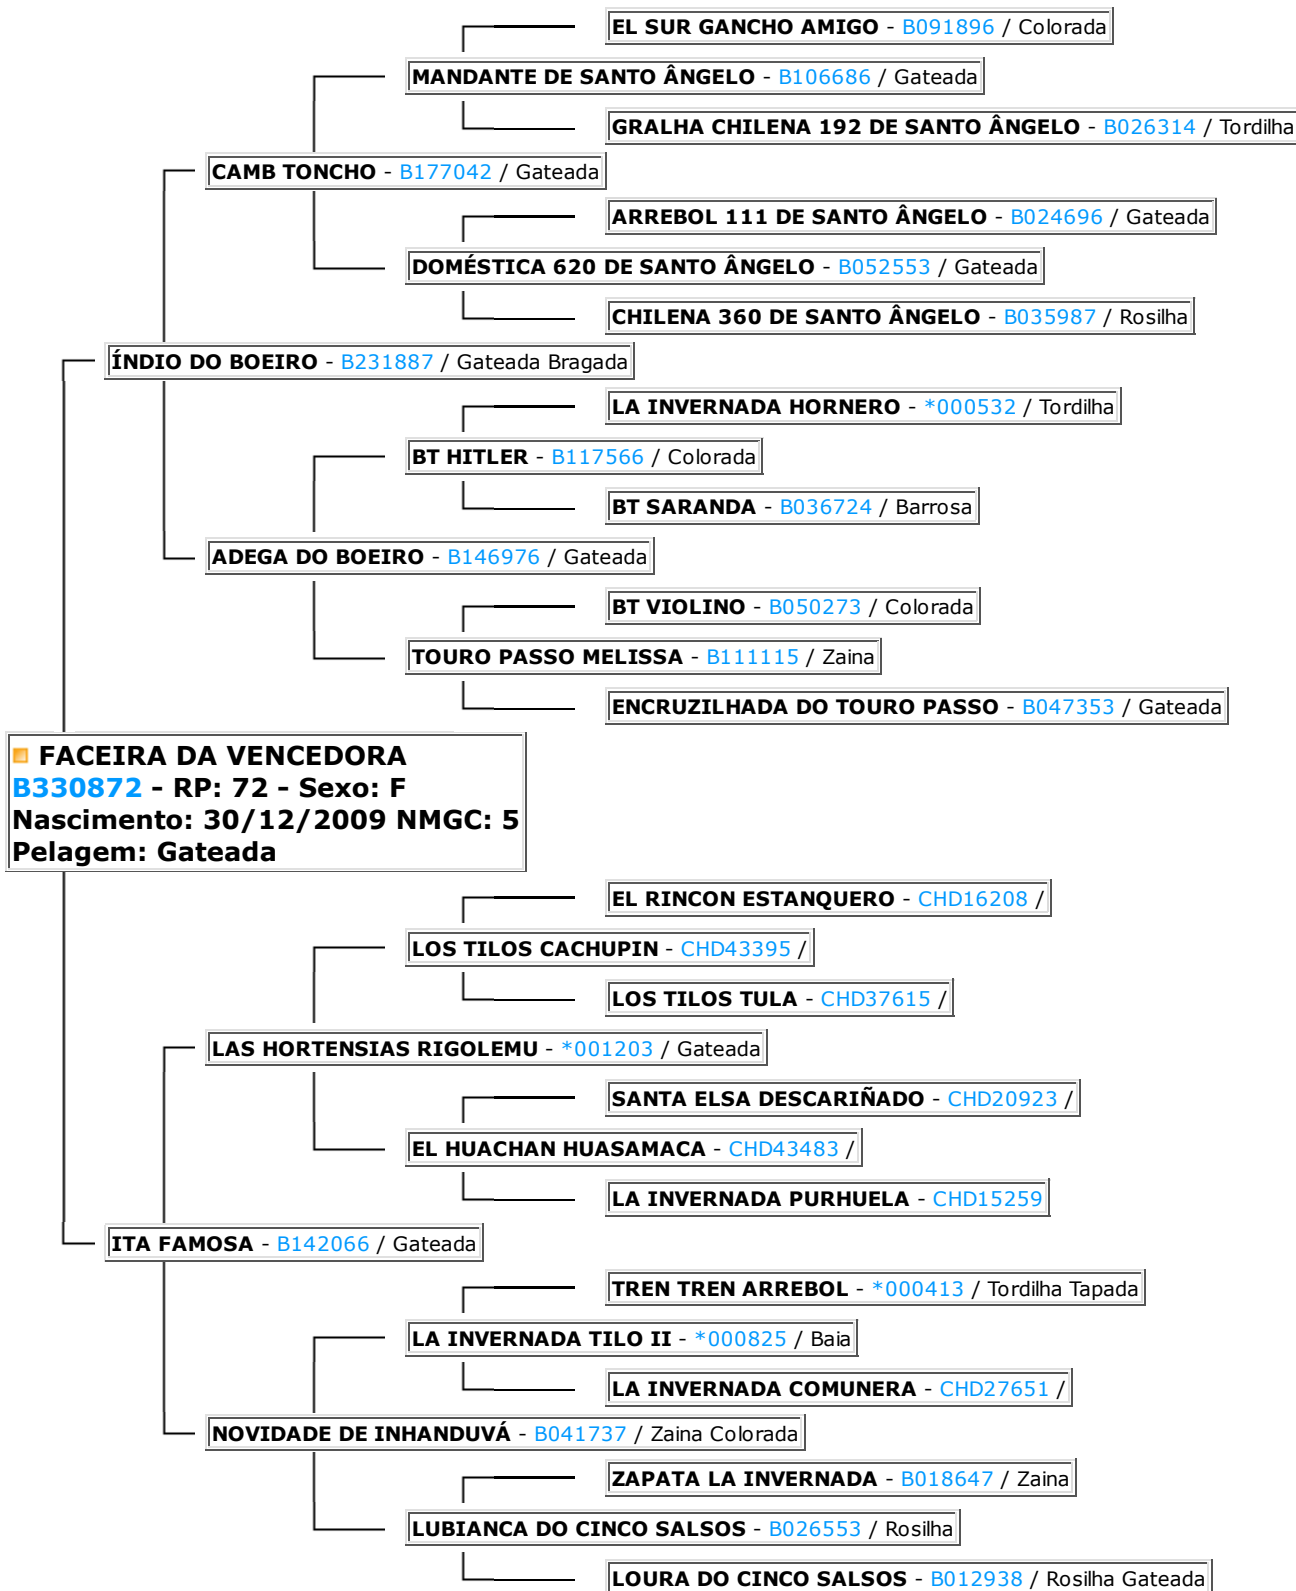 EL SUR GANCHO AMIGO - B091896 / Colorada
MANDANTE DE SANTO ÂNGELO - B106686 / Gateada
GRALHA CHILENA 192 DE SANTO ÂNGELO - B026314 / Tordilha
CAMB TONCHO - B177042 / Gateada
ARREBOL 111 DE SANTO ÂNGELO - B024696 / Gateada
DOMÉSTICA 620 DE SANTO ÂNGELO - B052553 / Gateada
CHILENA 360 DE SANTO ÂNGELO - B035987 / Rosilha
ÍNDIO DO BOEIRO - B231887 / Gateada Bragada
LA INVERNADA HORNERO - *000532 / Tordilha
BT HITLER - B117566 / Colorada
BT SARANDA - B036724 / Barrosa
ADEGA DO BOEIRO - B146976 / Gateada
BT VIOLINO - B050273 / Colorada
TOURO PASSO MELISSA - B111115 / Zaina
ENCRUZILHADA DO TOURO PASSO - B047353 / Gateada
FACEIRA DA VENCEDORA
B330872 - RP: 72 - Sexo: F
Nascimento: 30/12/2009 NMGC: 5
Pelagem: Gateada
EL RINCON ESTANQUERO - CHD16208 /
LOS TILOS CACHUPIN - CHD43395 /
LOS TILOS TULA - CHD37615 /
LAS HORTENSIAS RIGOLEMU - *001203 / Gateada
SANTA ELSA DESCARIÑADO - CHD20923 /
EL HUACHAN HUASAMACA - CHD43483 /
LA INVERNADA PURHUELA - CHD15259
ITA FAMOSA - B142066 / Gateada
TREN TREN ARREBOL - *000413 / Tordilha Tapada
LA INVERNADA TILO II - *000825 / Baia
LA INVERNADA COMUNERA - CHD27651 /
NOVIDADE DE INHANDUVÁ - B041737 / Zaina Colorada
ZAPATA LA INVERNADA - B018647 / Zaina
LUBIANCA DO CINCO SALSOS - B026553 / Rosilha
LOURA DO CINCO SALSOS - B012938 / Rosilha Gateada